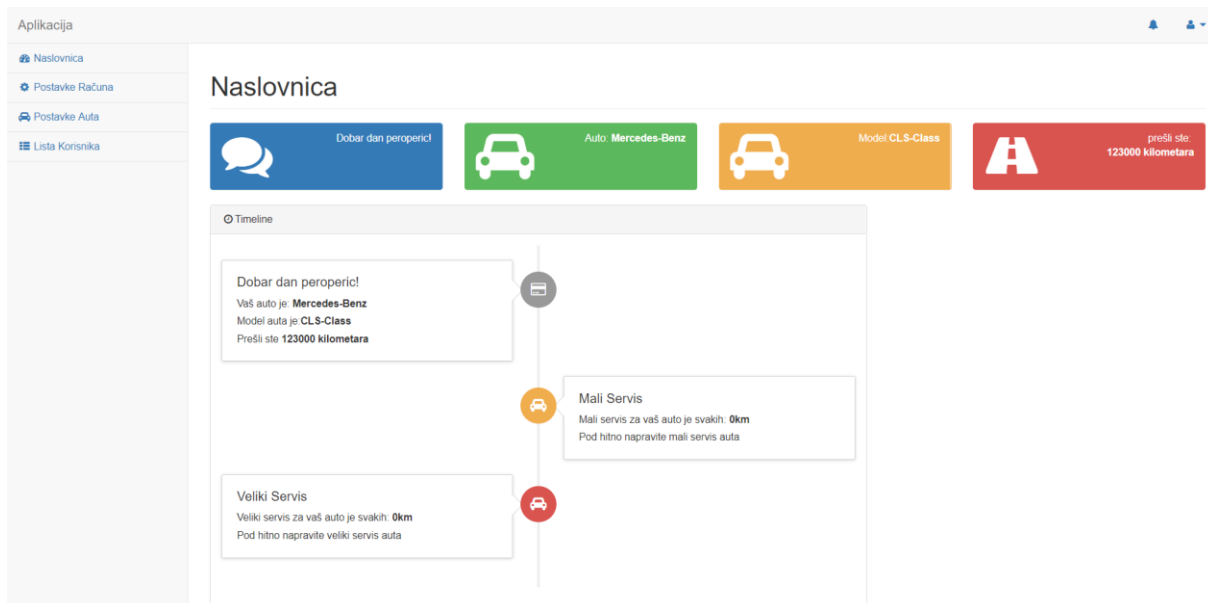 Aplikacija
Naslovnica
Postavke Računa
Postavke Auta
Lista Korisnika
Naslovnica
Dobar dan peroperic!
Auto: Mercedes-Benz
Model:CLS-Class
prešli ste:
123000 kilometara
Timeline
Dobar dan peroperic!
Vaš auto je: Mercedes-Benz
Model auta je:CLS-Class
Prešli ste 123000 kilometara
Mali Servis
Mali servis za vaš auto je svakih: 0km
Pod hitno napravite mali servis auta
Veliki Servis
Veliki servis za vaš auto je svakih: 0km
Pod hitno napravite veliki servis auta